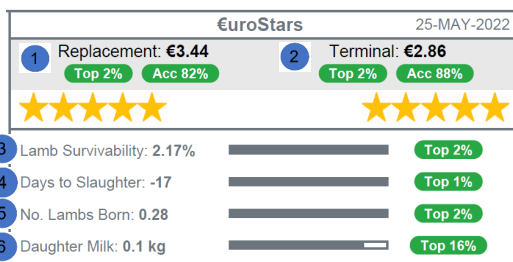 €uroStars 25-MAY-2022
1 Replacement: €3.44 2 Terminal: €2.86
Top 2% Acc 82% Top 2% Acc 88%
3 Lamb Survivability: 2.17% Top 2%
4 Days to Slaughter: -17 Top 1%
5 No. Lambs Born: 0.28 Top 2%
6 Daughter Milk: 0.1 kg Top 16%